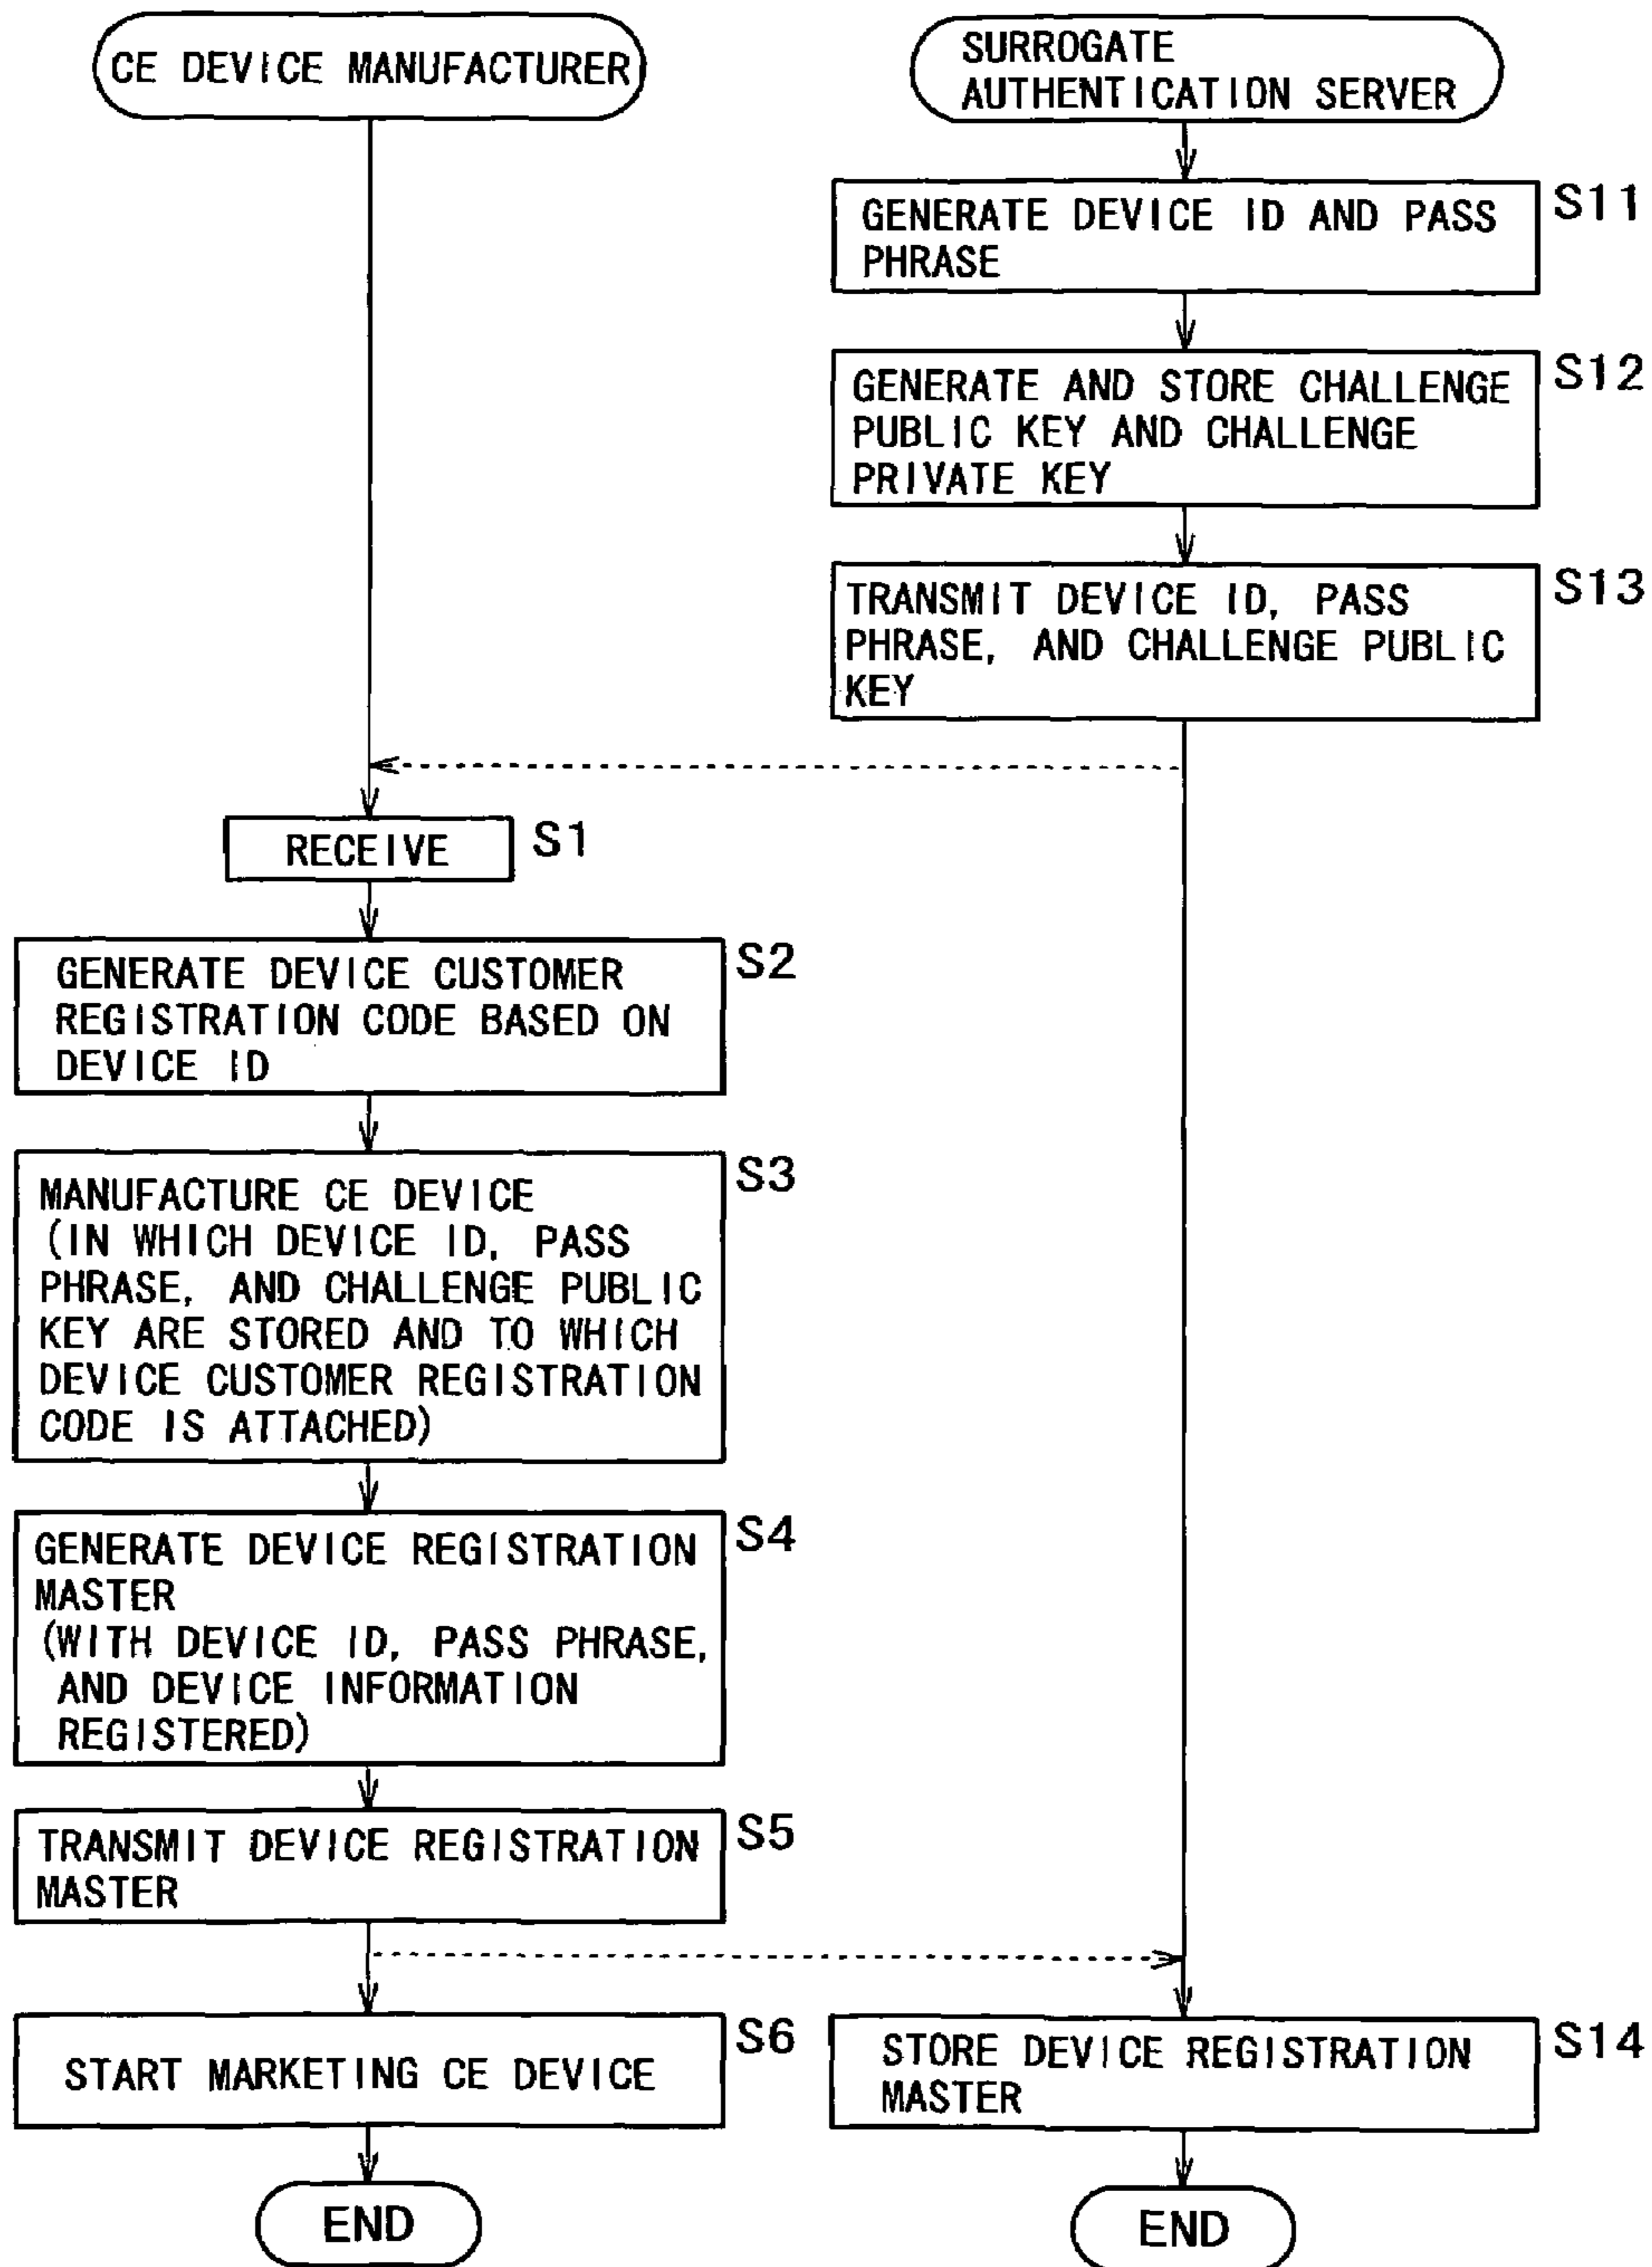 CE DEVICE MANUFACTURER
SURROGATE
AUTHENTICATION SERVER
GENERATE DEVICE ID AND PASS
PHRASE
S11
GENERATE AND STORE CHALLENGE
PUBLIC KEY AND CHALLENGE
PRIVATE KEY
S12
TRANSMIT DEVICE ID, PASS
PHRASE, AND CHALLENGE PUBLIC
KEY
S13
RECEIVE
S1
GENERATE DEVICE CUSTOMER
REGISTRATION CODE BASED ON
DEVICE ID
S2
MANUFACTURE CE DEVICE
(IN WHICH DEVICE ID, PASS
PHRASE, AND CHALLENGE PUBLIC
KEY ARE STORED AND TO WHICH
DEVICE CUSTOMER REGISTRATION
CODE IS ATTACHED)
S3
GENERATE DEVICE REGISTRATION
MASTER
(WITH DEVICE ID, PASS PHRASE,
AND DEVICE INFORMATION
REGISTERED)
S4
TRANSMIT DEVICE REGISTRATION
MASTER
S5
START MARKETING CE DEVICE
S6
STORE DEVICE REGISTRATION
MASTER
S14
END
END